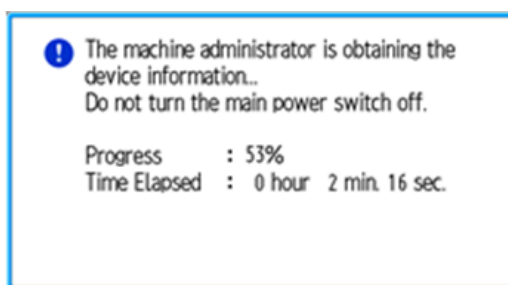 The machine administrator is obtaining the
device information...
Do not turn the main power switch off.
Progress : 53%
Time Elapsed : 0 hour 2 min. 16 sec.